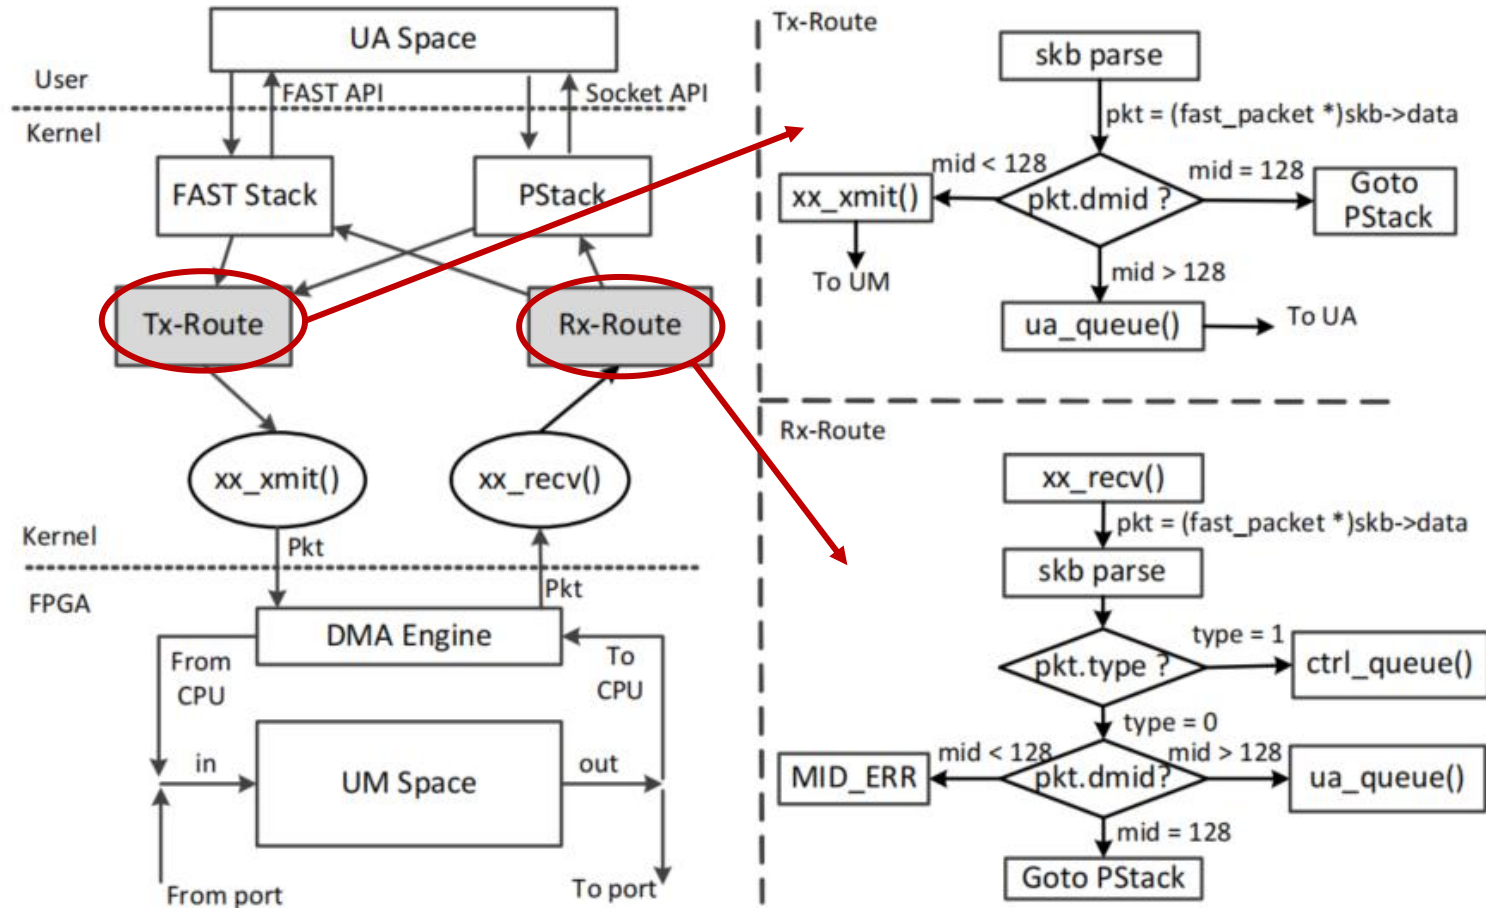 UA Space
User
FAST API
Socket API
Kernel
FAST Stack
PStack
Tx-Route
Rx-Route
xx_xmit()
xx_recv()
Kernel
Pkt
FPGA
Pkt
DMA Engine
From
CPU
To
CPU
in
UM Space
out
From port
To port
Tx-Route
skb parse
pkt = (fast_packet *)skb->data
mid < 128
mid = 128
xx_xmit()
pkt.dmid ?
Goto
PStack
To UM
mid > 128
ua_queue()
To UA
Rx-Route
xx_recv()
pkt = (fast_packet *)skb->data
skb parse
type = 1
pkt.type ?
ctrl_queue()
type = 0
mid < 128
mid > 128
MID_ERR
pkt.dmid?
ua_queue()
mid = 128
Goto PStack